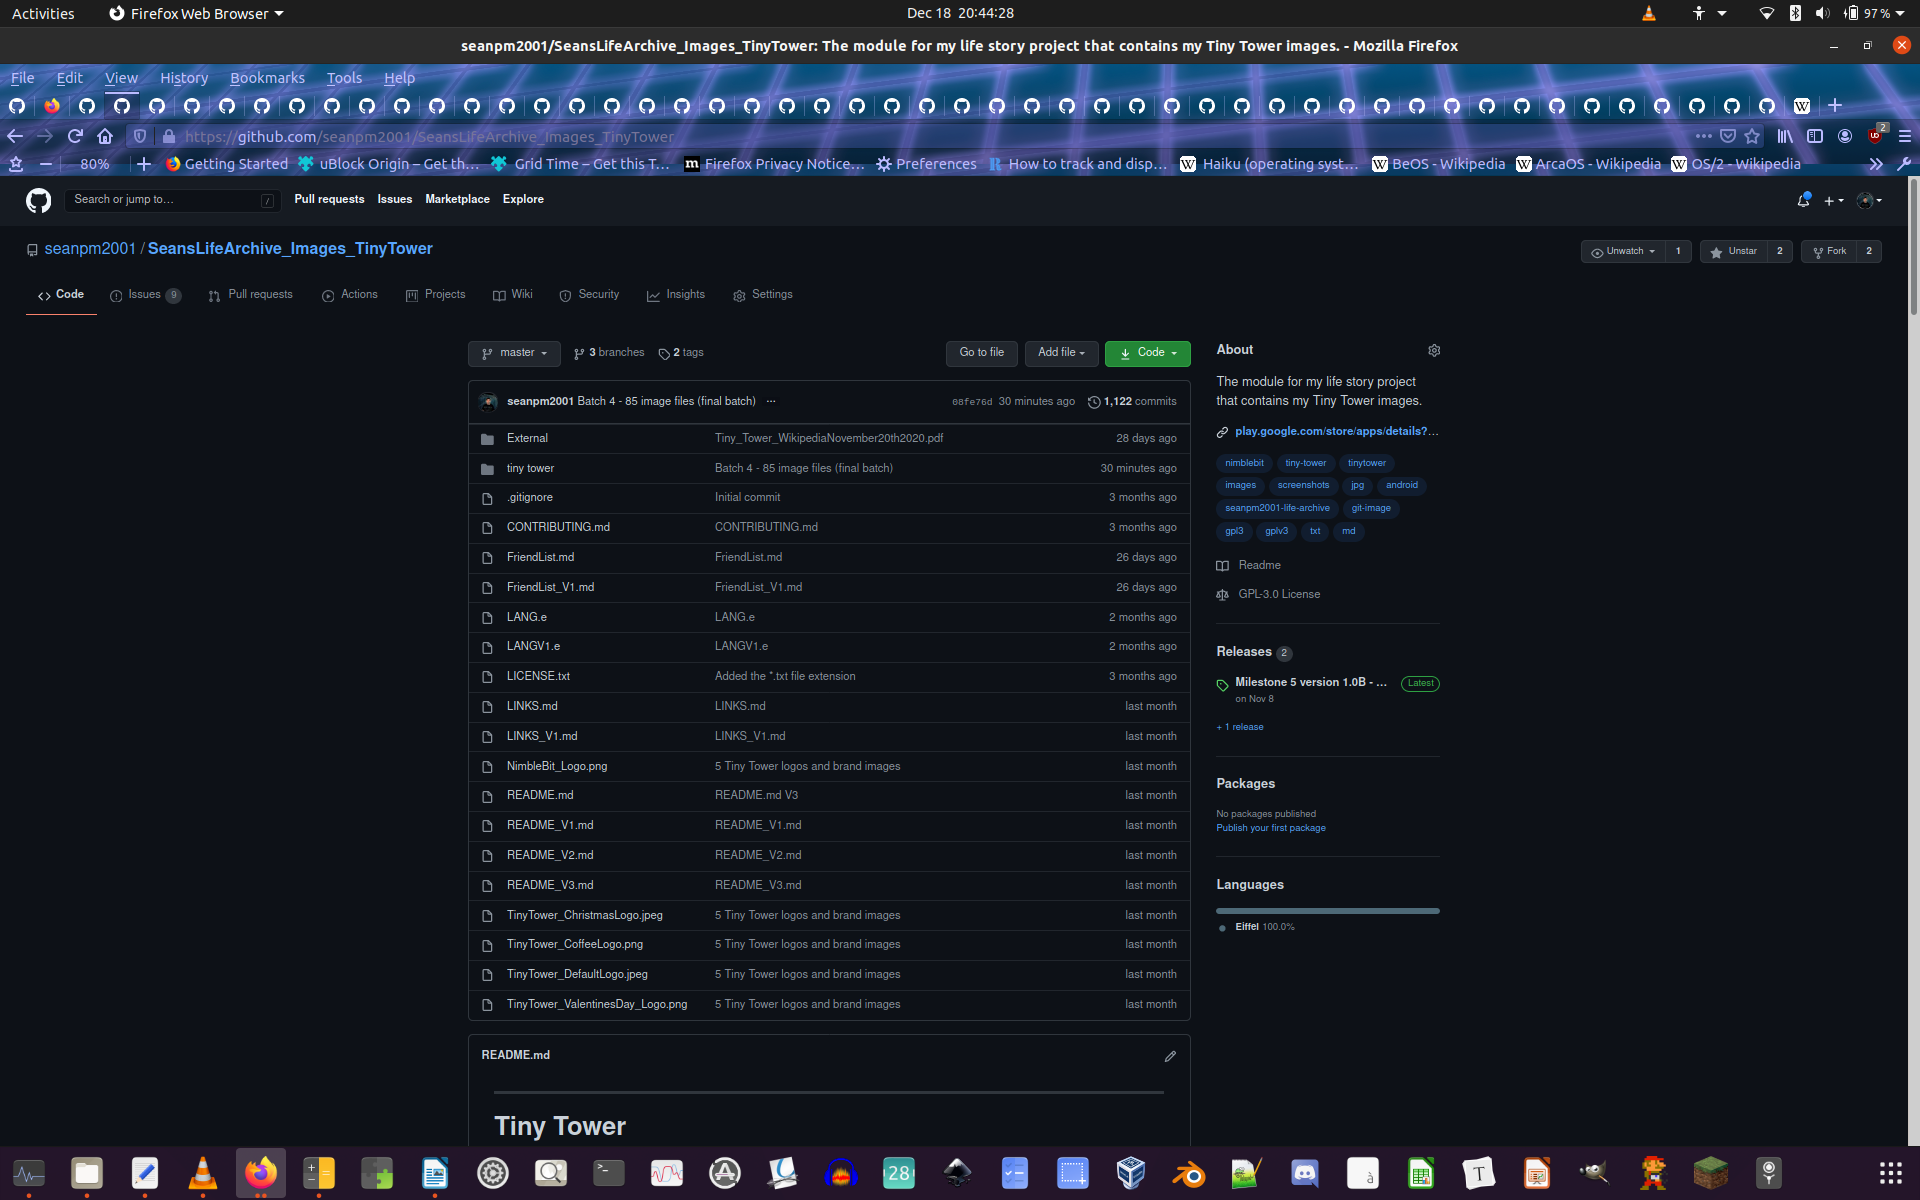 Activities Firefox Web Browser Dec 18 20:44:28 97 %
seanpm2001/SeansLifeArchive_Images_TinyTower: The module for my life story project that contains my Tiny Tower images. - Mozilla Firefox
File Edit View History Bookmarks Tools Help
https://github.com/seanpm2001/SeansLifeArchive_Images_TinyTower 2
80% Getting Started uBlock Origin – Get th… Grid Time – Get this T… Firefox Privacy Notice… Preferences How to track and disp… Haiku (operating syst… BeOS - Wikipedia ArcaOS - Wikipedia OS/2 - Wikipedia
Search or jump to… / Pull requests Issues Marketplace Explore
seanpm2001 / SeansLifeArchive_Images_TinyTower Unwatch 1 Unstar 2 Fork 2
Code Issues 9 Pull requests Actions Projects Wiki Security Insights Settings
master 3 branches 2 tags Go to file Add file Code
seanpm2001 Batch 4 - 85 image files (final batch) ... 08fe76d 30 minutes ago 1,122 commits
External Tiny_Tower_WikipediaNovember20th2020.pdf 28 days ago
tiny tower Batch 4 - 85 image files (final batch) 30 minutes ago
.gitignore Initial commit 3 months ago
CONTRIBUTING.md CONTRIBUTING.md 3 months ago
FriendList.md FriendList.md 26 days ago
FriendList_V1.md FriendList_V1.md 26 days ago
LANG.e LANG.e 2 months ago
LANGV1.e LANGV1.e 2 months ago
LICENSE.txt Added the *.txt file extension 3 months ago
LINKS.md LINKS.md last month
LINKS_V1.md LINKS_V1.md last month
NimbleBit_Logo.png 5 Tiny Tower logos and brand images last month
README.md README.md V3 last month
README_V1.md README_V1.md last month
README_V2.md README_V2.md last month
README_V3.md README_V3.md last month
TinyTower_ChristmasLogo.jpeg 5 Tiny Tower logos and brand images last month
TinyTower_CoffeeLogo.png 5 Tiny Tower logos and brand images last month
TinyTower_DefaultLogo.jpeg 5 Tiny Tower logos and brand images last month
TinyTower_ValentinesDay_Logo.png 5 Tiny Tower logos and brand images last month
README.md
Tiny Tower
About
The module for my life story project
that contains my Tiny Tower images.
play.google.com/store/apps/details?…
nimblebit tiny-tower tinytower
images screenshots jpg android
seanpm2001-life-archive git-image
gpl3 gplv3 txt md
Readme
GPL-3.0 License
Releases 2
Milestone 5 version 1.0B - … Latest
on Nov 8
+ 1 release
Packages
No packages published
Publish your first package
Languages
Eiffel 100.0%
28